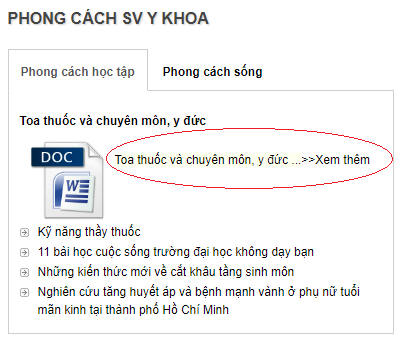 PHONG CÁCH SV Y KHOA
Phong cách học tập Phong cách sống
Toa thuốc và chuyên môn, y đức
DOC
W
Toa thuốc và chuyên môn, y đức ...>>Xem thêm
Kỹ năng thầy thuốc
11 bài học cuộc sống trường đại học không dạy bạn
Những kiến thức mới về cắt khâu tầng sinh môn
Nghiên cứu tăng huyết áp và bệnh mạnh vành ở phụ nữ tuổi
mãn kinh tại thành phố Hồ Chí Minh